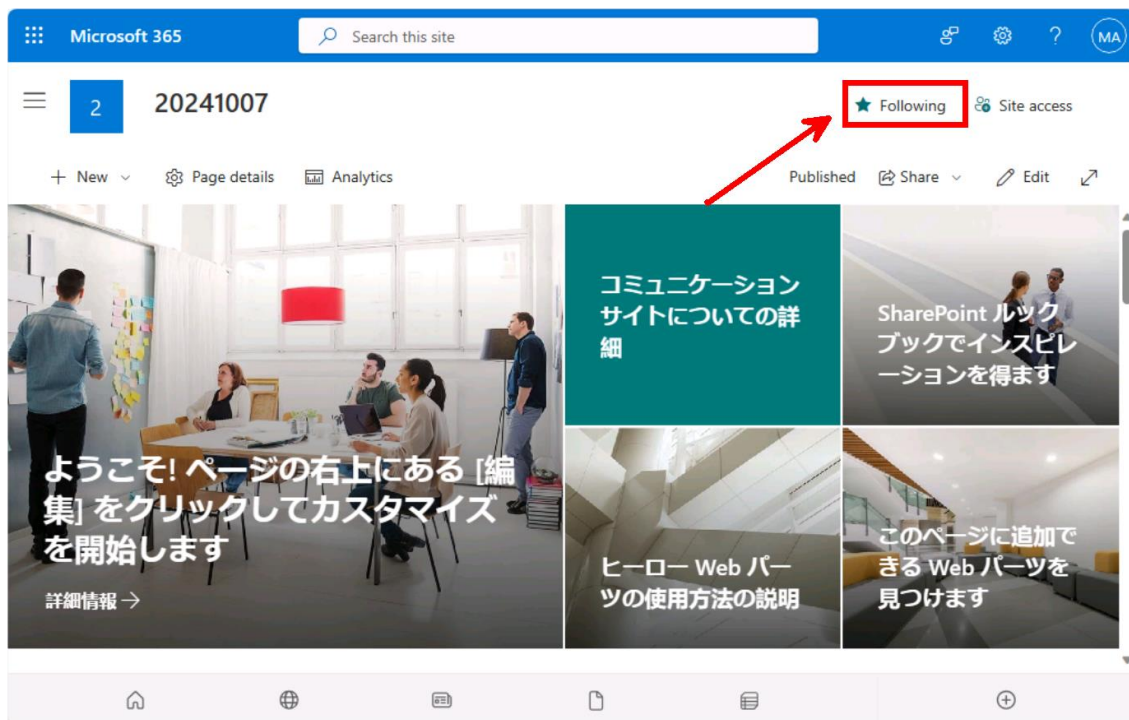 Microsoft 365
Search this site
?
MA
2
20241007
Following
Site access
New
Page details
Analytics
Published
Share
Edit
ようこそ! ページの右上にある [編
集] をクリックしてカスタマイズ
を開始します
詳細情報
コミュニケーション
サイトについての詳
細
SharePoint ルック
ブックでインスピレ
ーションを得ます
ヒーロー Web パー
ツの使用方法の説明
このページに追加で
きる Web パーツを
見つけます